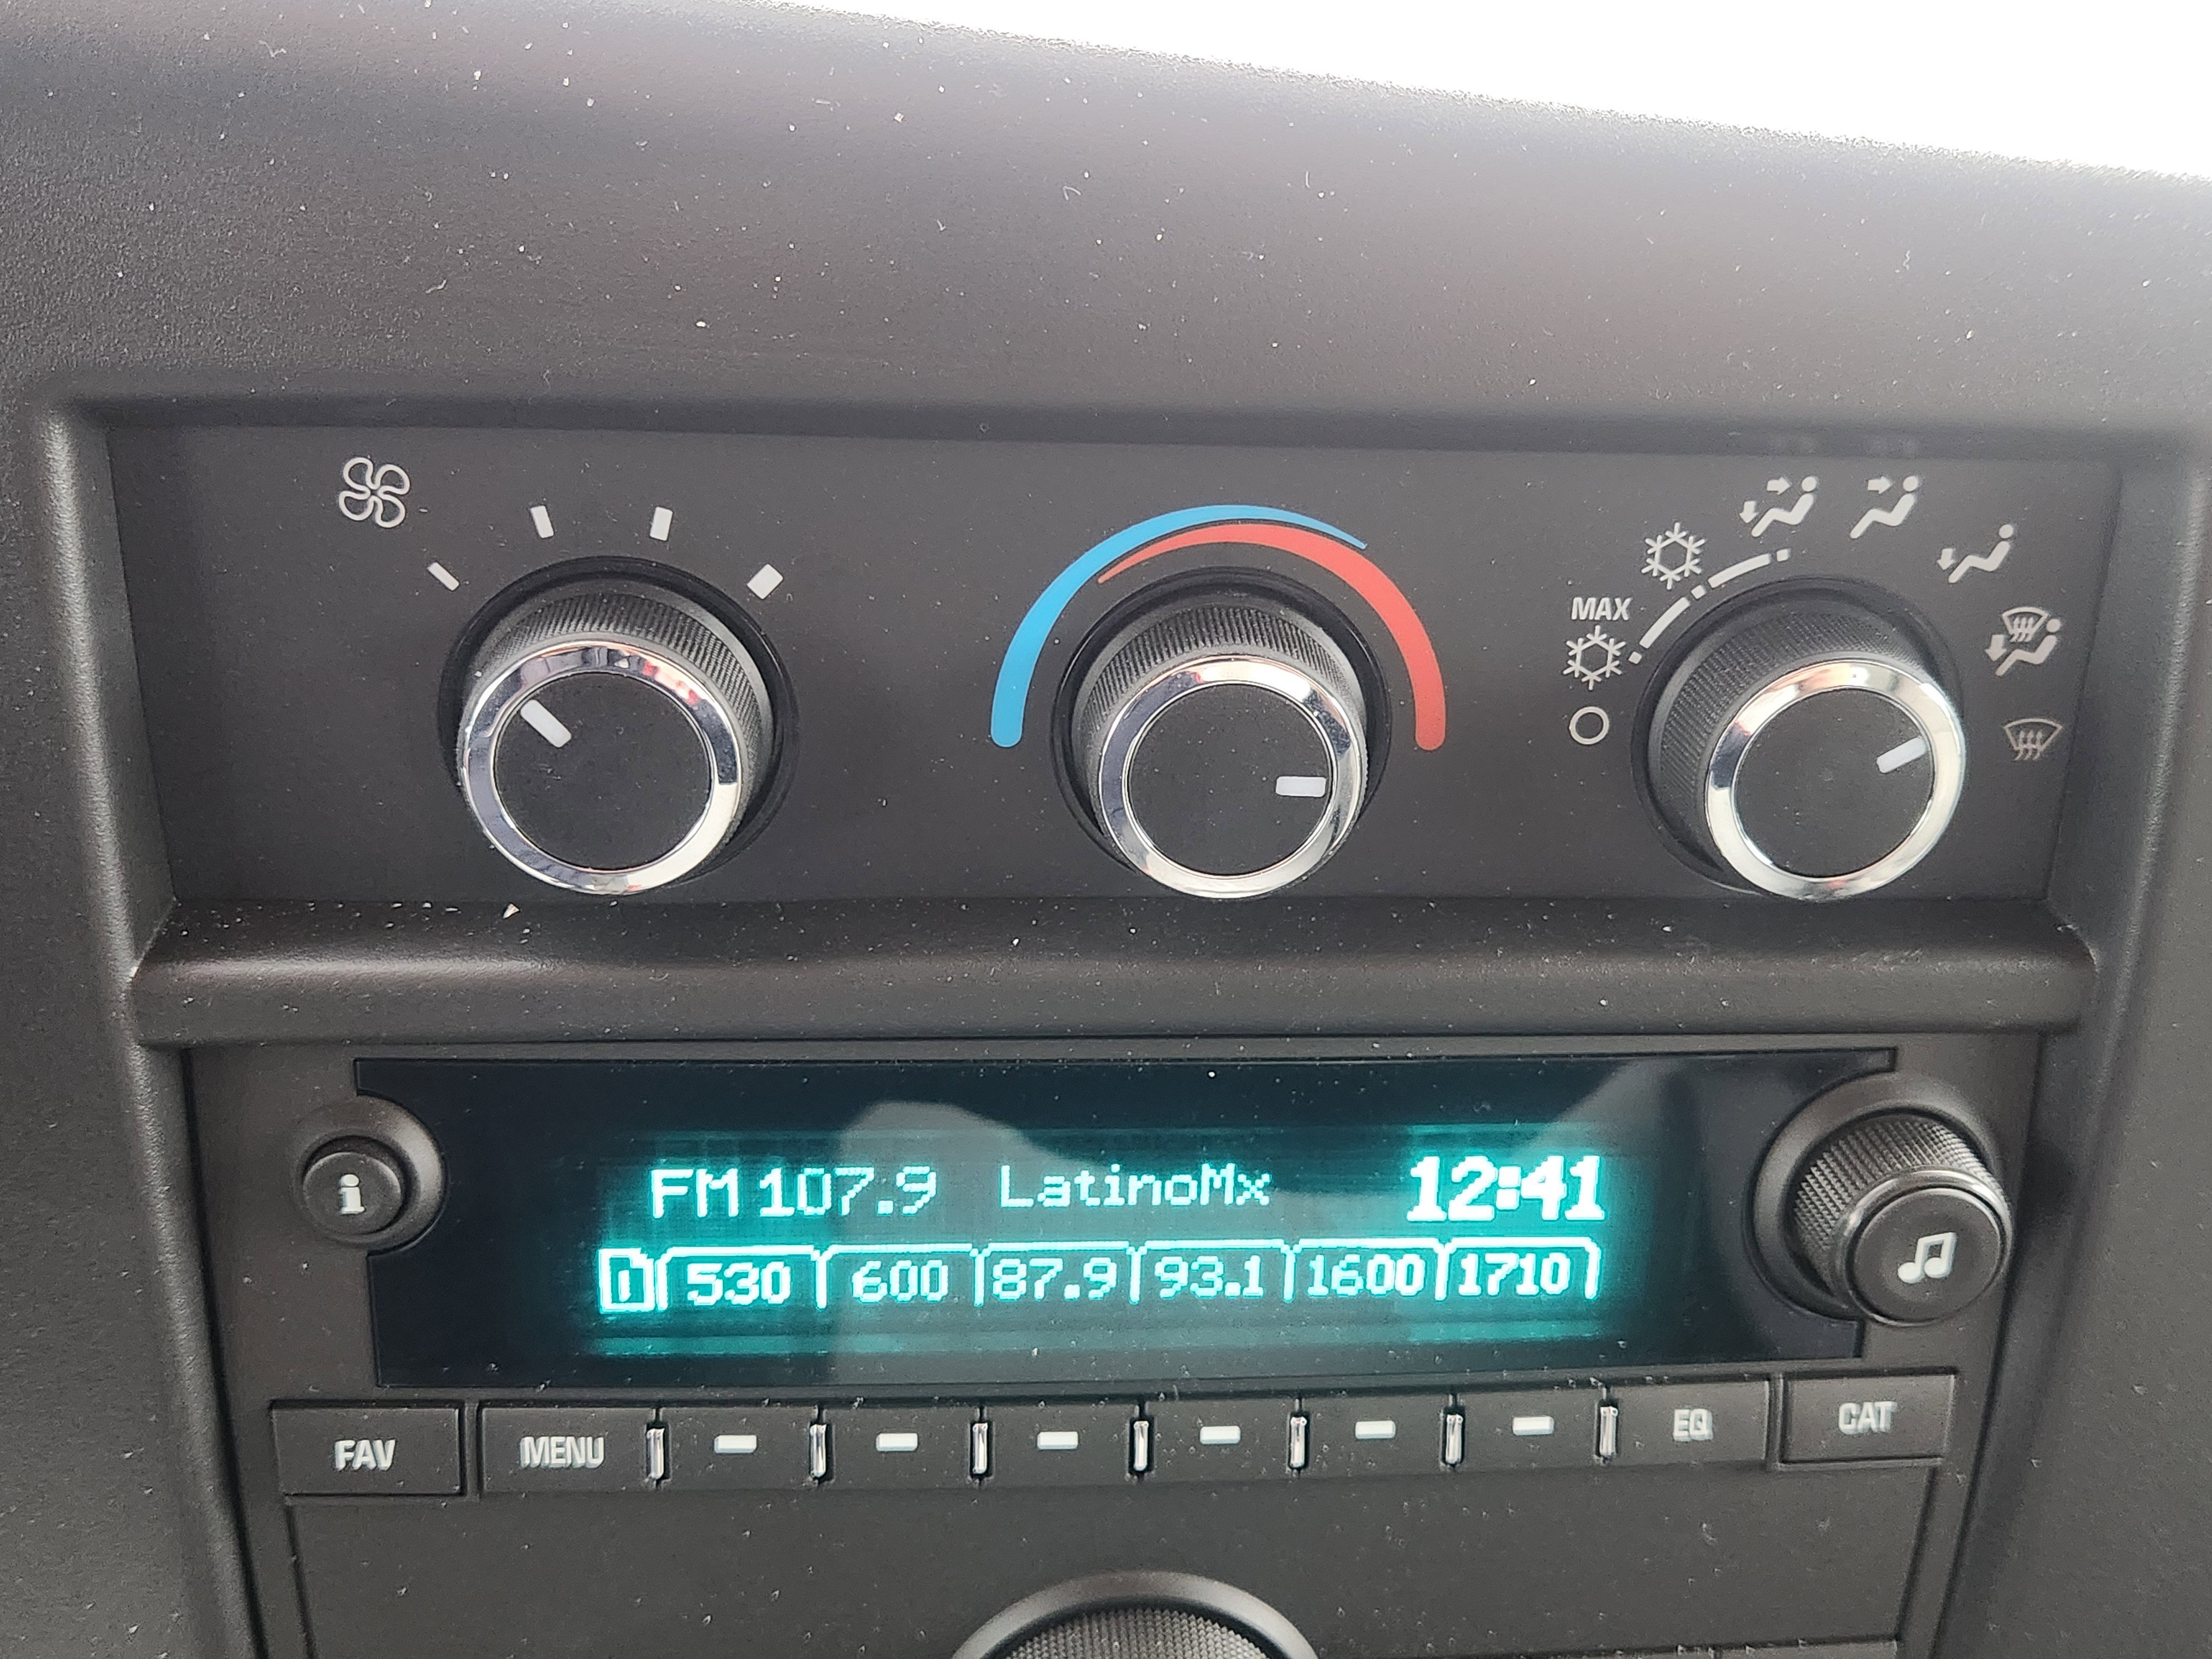 MAX
i
FM 107.9 LatinoMx 12:41
1 530 600 87.9 93.1 1600 1710
FAV MENU EQ CAT